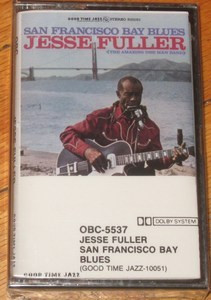 GOOD TIME JAZZ
SAN FRANCISCO BAY BLUES
JESSE FULLER
DOLBY SYSTEM
OBC-5537
JESSE FULLER
SAN FRANCISCO BAY
BLUES
(GOOD TIME JAZZ-10051)
GOOD TIME JAZZ